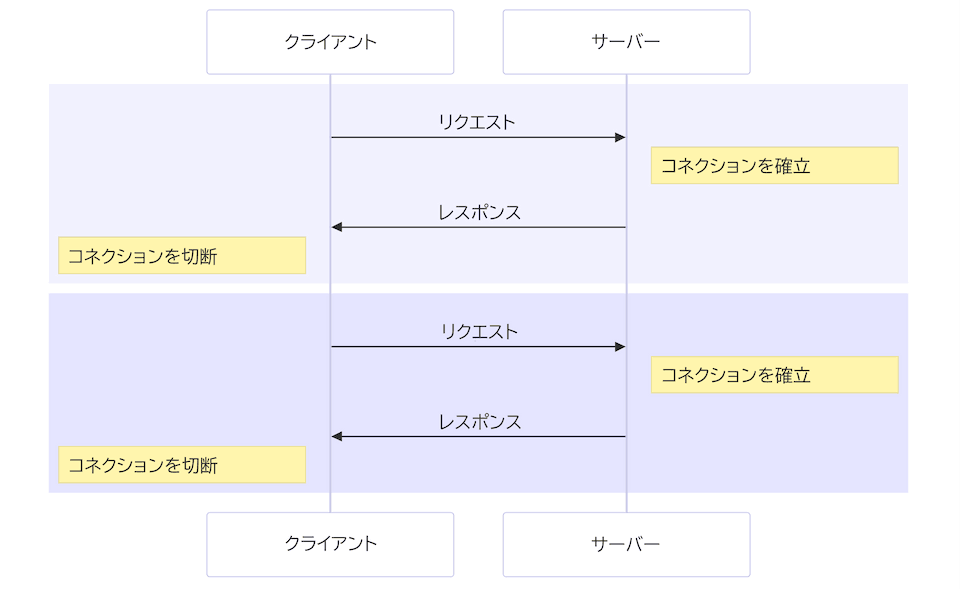 クライアント
サーバー
リクエスト
コネクションを確立
レスポンス
コネクションを切断
リクエスト
コネクションを確立
レスポンス
コネクションを切断
クライアント
サーバー